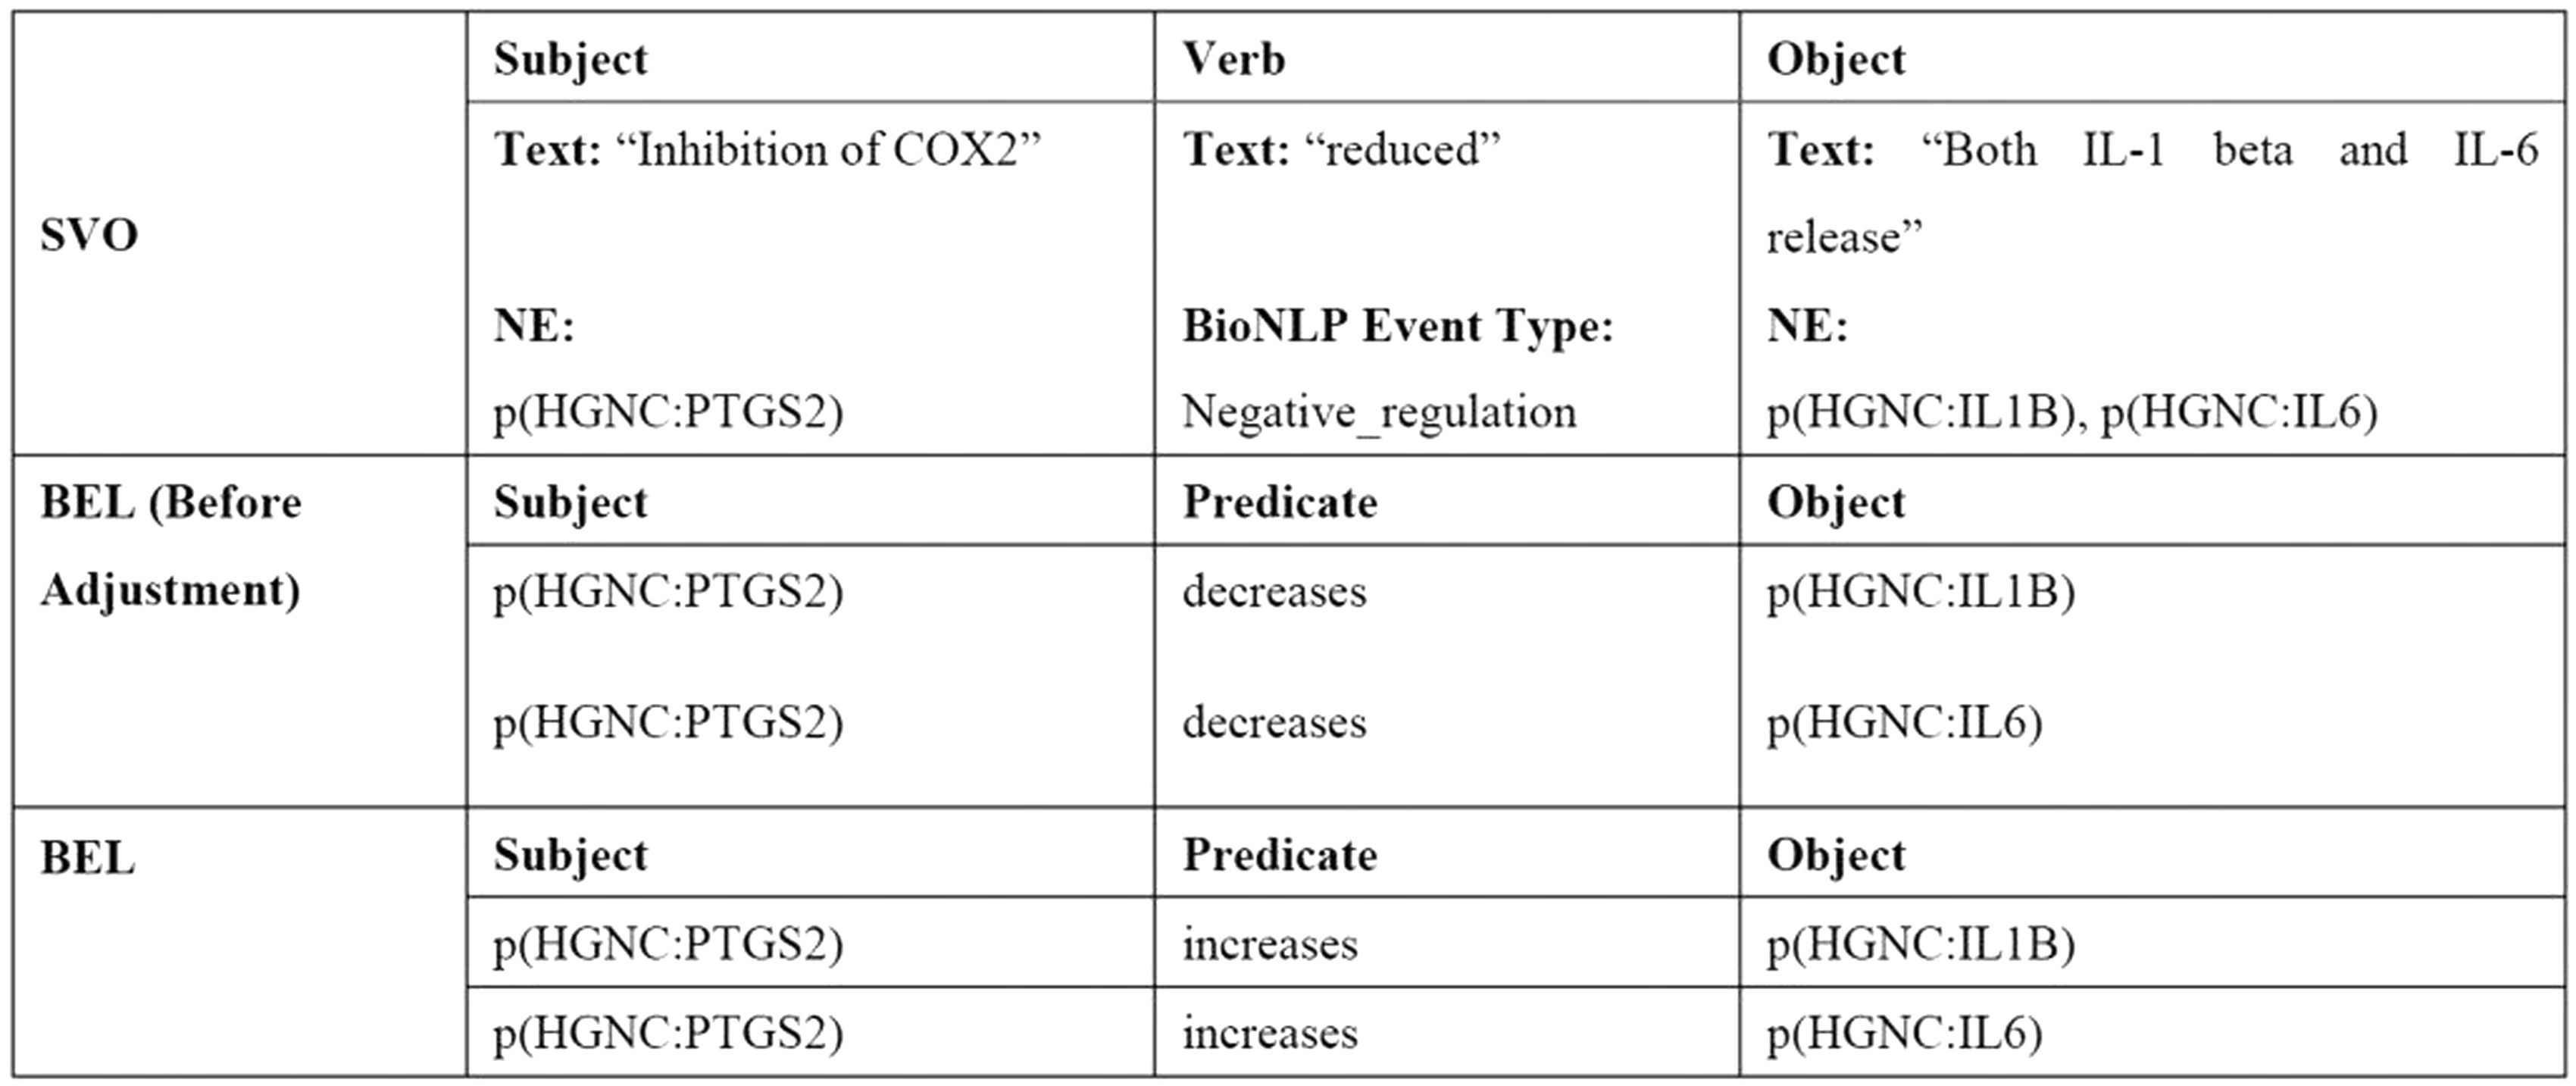 Subject Verb Object
SVO
Text: “Inhibition of COX2” Text: “reduced” Text: “Both IL-1 beta and IL-6
release”
NE: BioNLP Event Type: NE:
p(HGNC:PTGS2) Negative_regulation p(HGNC:IL1B), p(HGNC:IL6)
BEL (Before Subject Predicate Object
Adjustment) p(HGNC:PTGS2) decreases p(HGNC:IL1B)
p(HGNC:PTGS2) decreases p(HGNC:IL6)
BEL Subject Predicate Object
p(HGNC:PTGS2) increases p(HGNC:IL1B)
p(HGNC:PTGS2) increases p(HGNC:IL6)